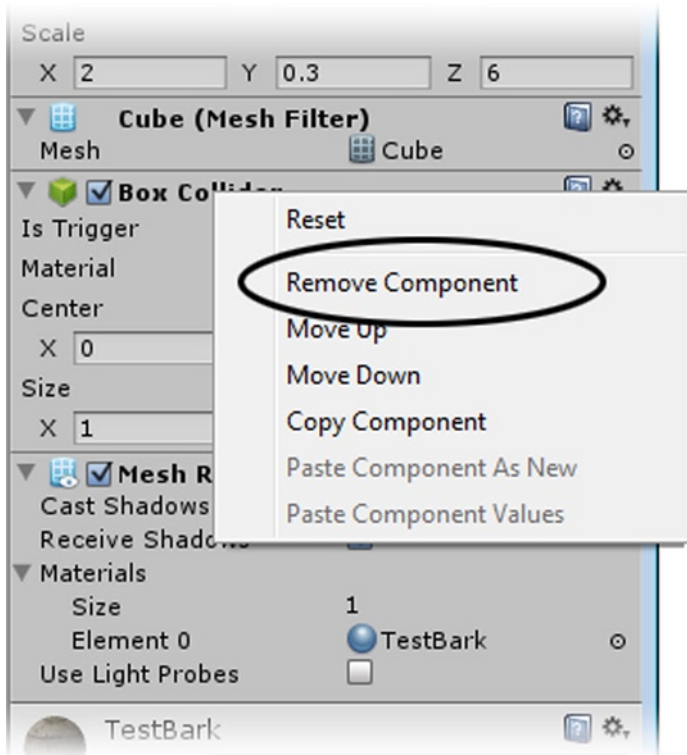 Scale
X 2 Y 0.3 Z 6
Cube (Mesh Filter)
Mesh Cube
Box Collider
Is Trigger
Material
Center
X 0
Size
X 1
Reset
Remove Component
Move Up
Move Down
Copy Component
Paste Component As New
Paste Component Values
Mesh R
Cast Shadows
Receive Shadows
Materials
Size 1
Element 0 TestBark
Use Light Probes
TestBark